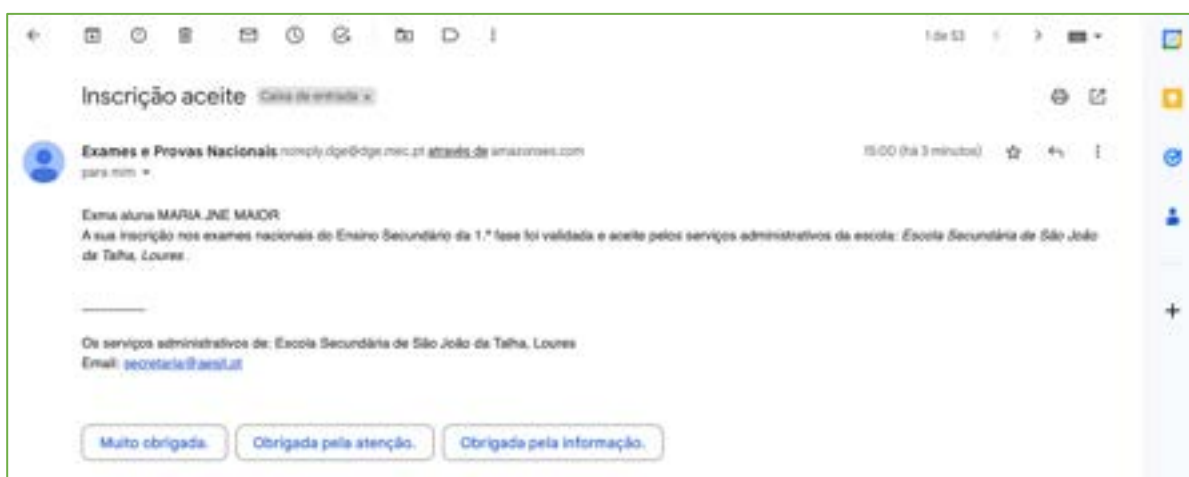 1 de 53
Inscrição aceite Caixa de entrada x
Exames e Provas Nacionais noreply.dge@dge.mec.pt através de amazonses.com
15:00 (há 3 minutos)
para mim
Exma aluna MARIA JNE MAIOR
A sua inscrição nos exames nacionais do Ensino Secundário da 1.ª fase foi validada e aceite pelos serviços administrativos da escola: Escola Secundária de São João
da Talha, Loures .
Os serviços administrativos de: Escola Secundária de São João da Talha, Loures
Email: secretaria@aesjt.pt
Muito obrigada.
Obrigada pela atenção.
Obrigada pela informação.